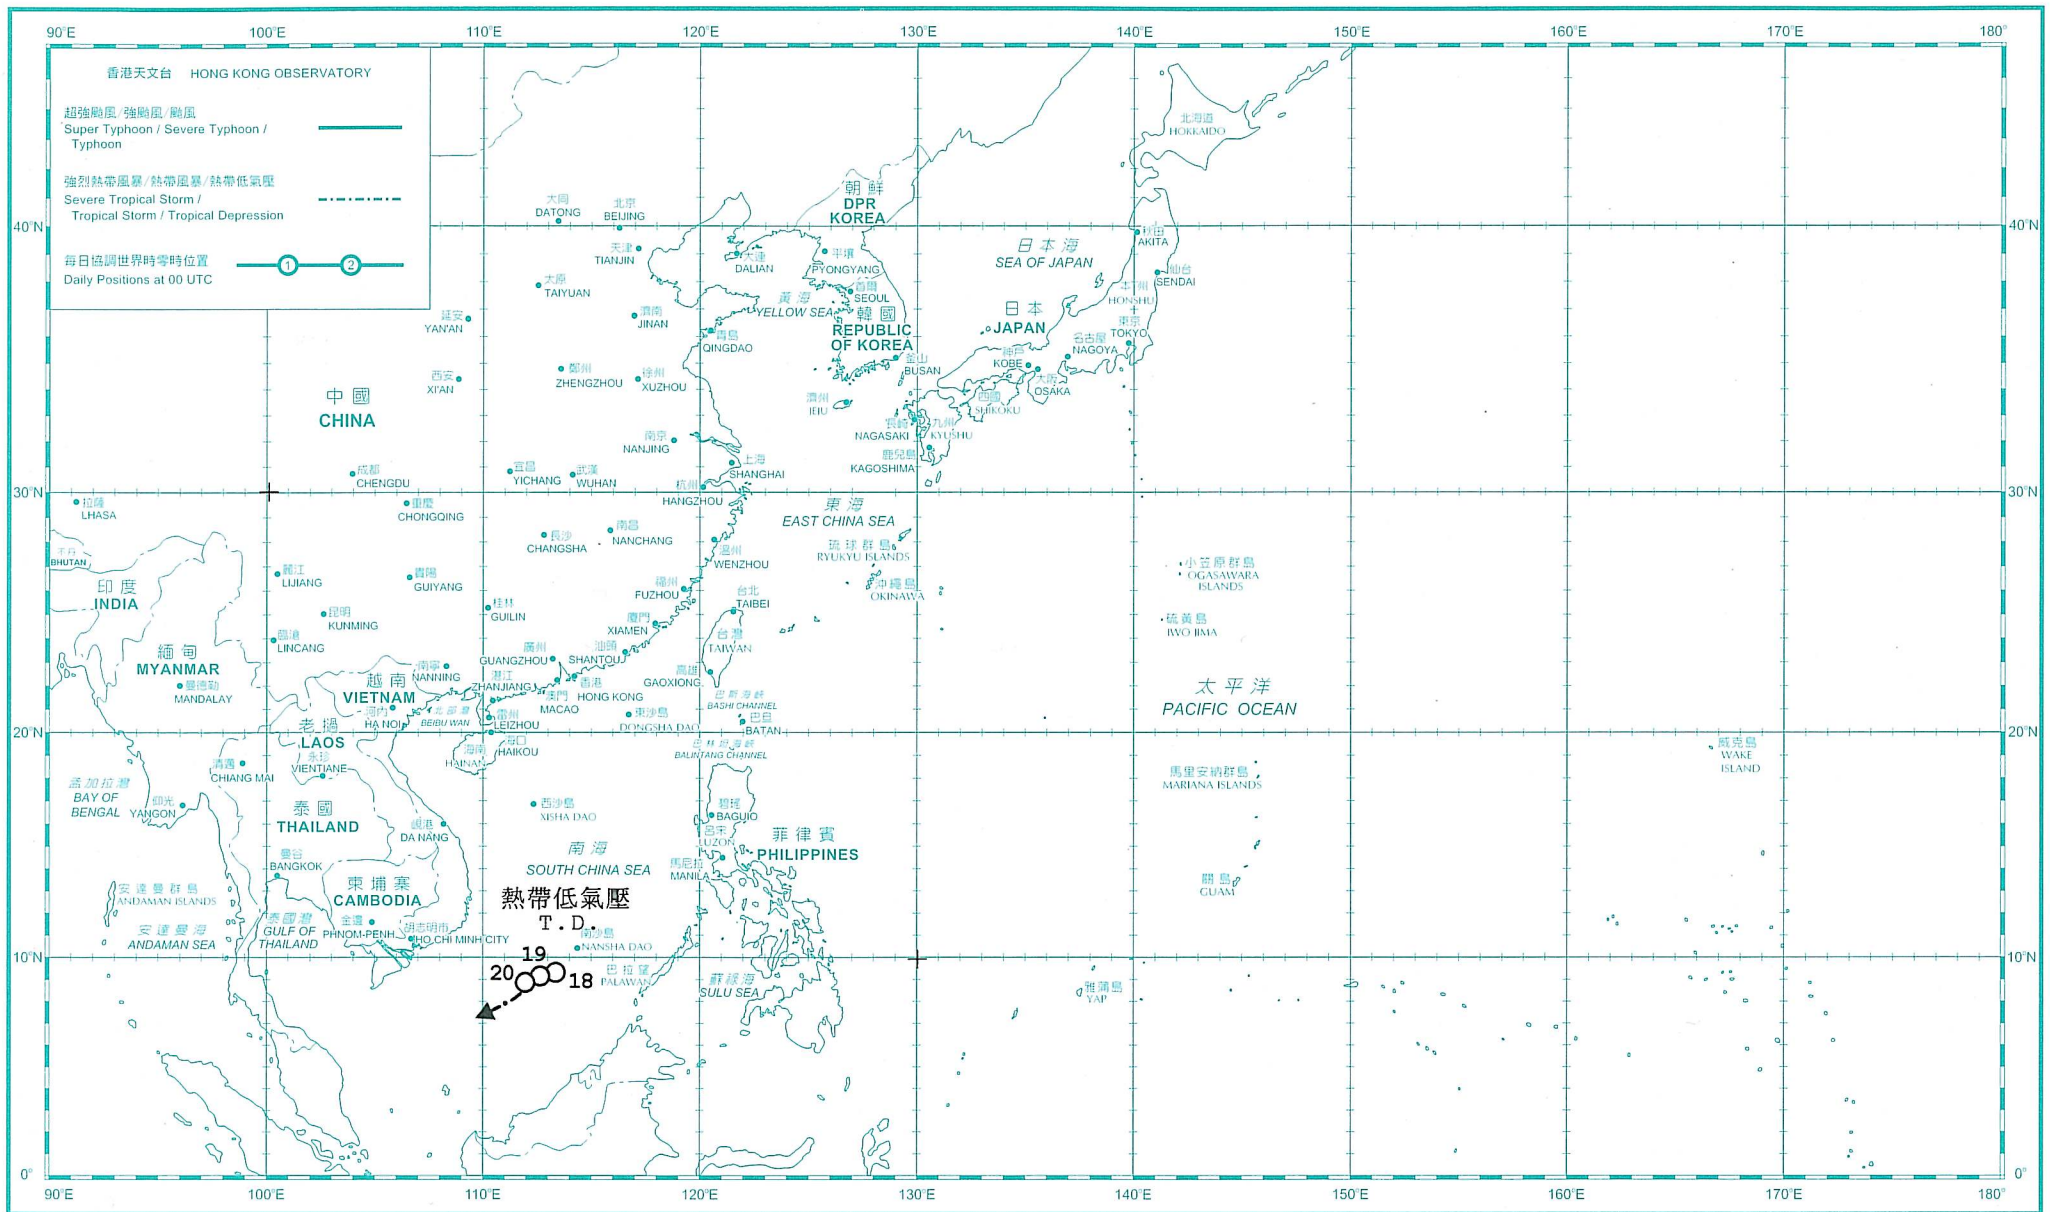 90°E 100°E 110°E 120°E 130°E 140°E 150°E 160°E 170°E 180°
香港天文台 HONG KONG OBSERVATORY
超強颱風/強颱風/颱風
Super Typhoon / Severe Typhoon /
Typhoon
強烈熱帶風暴/熱帶風暴/熱帶低氣壓
Severe Tropical Storm /
Tropical Storm / Tropical Depression
每日協調世界時零時位置
Daily Positions at 00 UTC
1 2
北海道
HOKKAIDO
朝鮮
DPR
KOREA
大同
DATONG
北京
BEIJING
40°N
40°N
天津
TIANJIN
大連
DALIAN
平壤
PYONGYANG
日本海
SEA OF JAPAN
秋田
AKITA
仙台
SENDAI
太原
TAIYUAN
首爾
SEOUL
本州
HONSHU
黃海
YELLOW SEA
韓國
REPUBLIC
OF KOREA
日本
JAPAN
東京
TOKYO
延安
YAN'AN
濟南
JINAN
青島
QINGDAO
名古屋
NAGOYA
神戶
KOBE
釜山
BUSAN
大阪
OSAKA
西安
XI'AN
鄭州
ZHENGZHOU
徐州
XUZHOU
中國
CHINA
濟州
JEJU
四國
SHIKOKU
長崎
NAGASAKI
九州
KYUSHU
南京
NANJING
鹿兒島
KAGOSHIMA
成都
CHENGDU
宜昌
YICHANG
武漢
WUHAN
上海
SHANGHAI
杭州
HANGZHOU
30°N
30°N
拉薩
LHASA
重慶
CHONGQING
東海
EAST CHINA SEA
長沙
CHANGSHA
南昌
NANCHANG
琉球群島
RYUKYU ISLANDS
不丹
BHUTAN
溫州
WENZHOU
印度
INDIA
麗江
LIJIANG
貴陽
GUIYANG
福州
FUZHOU
沖繩島
OKINAWA
小笠原群島
OGASAWARA
ISLANDS
昆明
KUNMING
桂林
GUILIN
台北
TAIBEI
廈門
XIAMEN
硫黃島
IWO JIMA
臨滄
LINCANG
台灣
TAIWAN
緬甸
MYANMAR
廣州
GUANGZHOU
汕頭
SHANTOU
南寧
NANNING
高雄
GAOXIONG
曼德勒
MANDALAY
越南
VIETNAM
湛江
ZHANJIANG
香港
HONG KONG
澳門
MACAO
太平洋
PACIFIC OCEAN
巴斯海峽
BASHI CHANNEL
河內
HA NOI
北部灣
BEIBU WAN
雷州
LEIZHOU
東沙島
DONGSHA DAO
巴旦
BATAN
20°N
20°N
老撾
LAOS
海口
HAIKOU
海南
HAINAN
巴林坦海峽
BALINTANG CHANNEL
威克島
WAKE
ISLAND
永珍
VIENTIANE
清邁
CHIANG MAI
孟加拉灣
BAY OF
BENGAL
馬里安納群島
MARIANA ISLANDS
仰光
YANGON
泰國
THAILAND
西沙島
XISHA DAO
碧瑤
BAGUIO
峴港
DA NANG
呂宋
LUZON
菲律賓
PHILIPPINES
曼谷
BANGKOK
南海
SOUTH CHINA SEA
馬尼拉
MANILA
安達曼群島
ANDAMAN ISLANDS
柬埔寨
CAMBODIA
熱帶低氣壓
T.D.
關島
GUAM
安達曼海
ANDAMAN SEA
泰國灣
GULF OF
THAILAND
金邊
PHNOM-PENH
胡志明市
HO CHI MINH CITY
南沙島
NANSHA DAO
10°N
10°N
19
20
18
巴拉望
PALAWAN
蘇祿海
SULU SEA
雅蒲島
YAP
0°
0°
90°E 100°E 110°E 120°E 130°E 140°E 150°E 160°E 170°E 180°